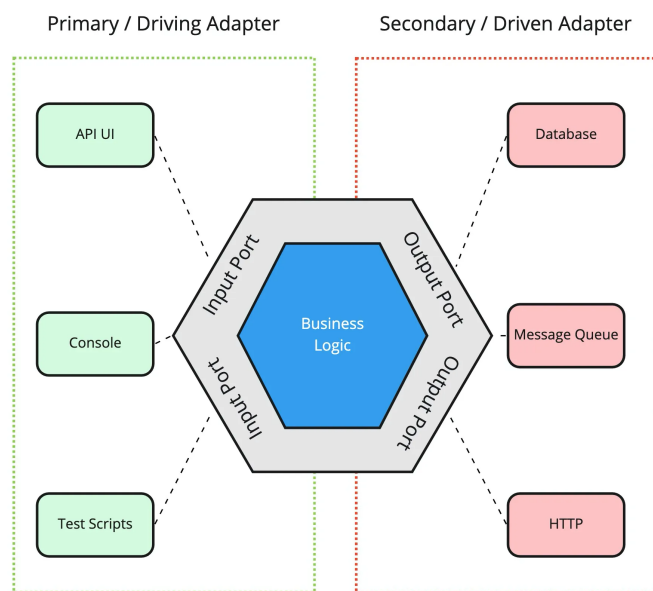 Primary / Driving Adapter
Secondary / Driven Adapter
API UI
Database
Input Port
Output Port
Business
Logic
Console
Message Queue
Input Port
Output Port
Test Scripts
HTTP